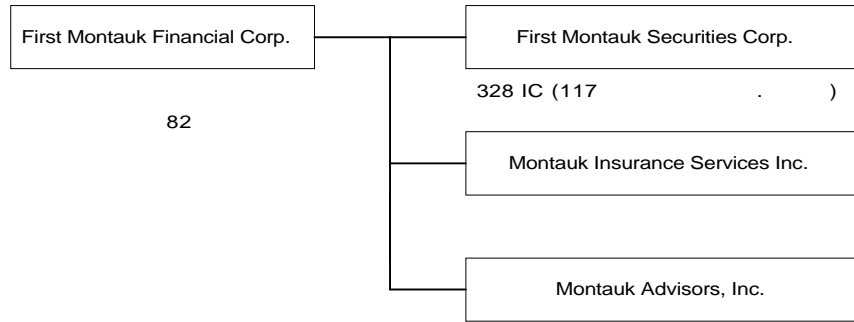 First Montauk Financial Corp.
First Montauk Securities Corp.
328 IC (117 . )
82
Montauk Insurance Services Inc.
Montauk Advisors, Inc.